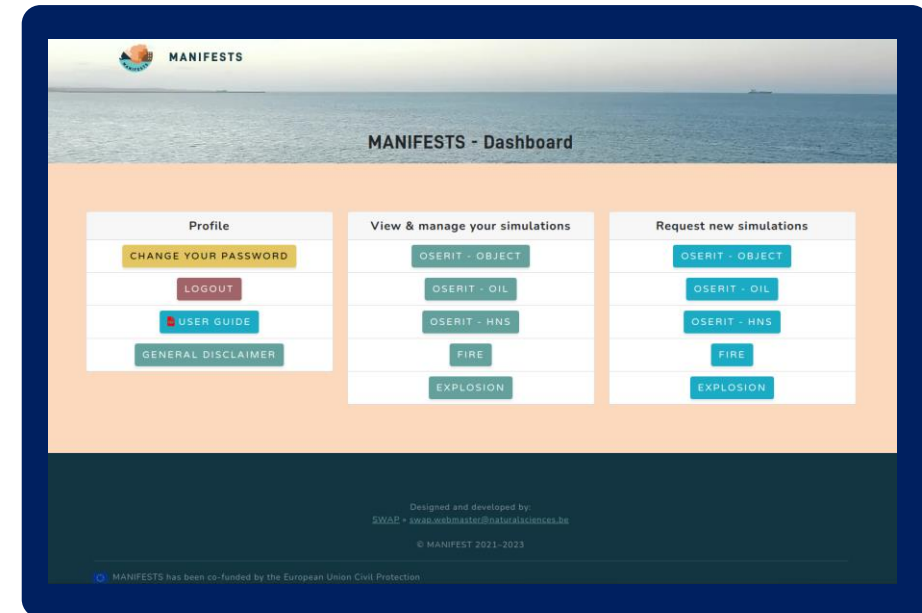 MANIFESTS
MANIFESTS - Dashboard
Profile
CHANGE YOUR PASSWORD
LOGOUT
USER GUIDE
GENERAL DISCLAIMER
View & manage your simulations
OSERIT - OBJECT
OSERIT - OIL
OSERIT - HNS
FIRE
EXPLOSION
Request new simulations
OSERIT - OBJECT
OSERIT - OIL
OSERIT - HNS
FIRE
EXPLOSION
Designed and developed by:
SWAP • swap.webmaster@naturalsciences.be
© MANIFEST 2021-2023
MANIFESTS has been co-funded by the European Union Civil Protection